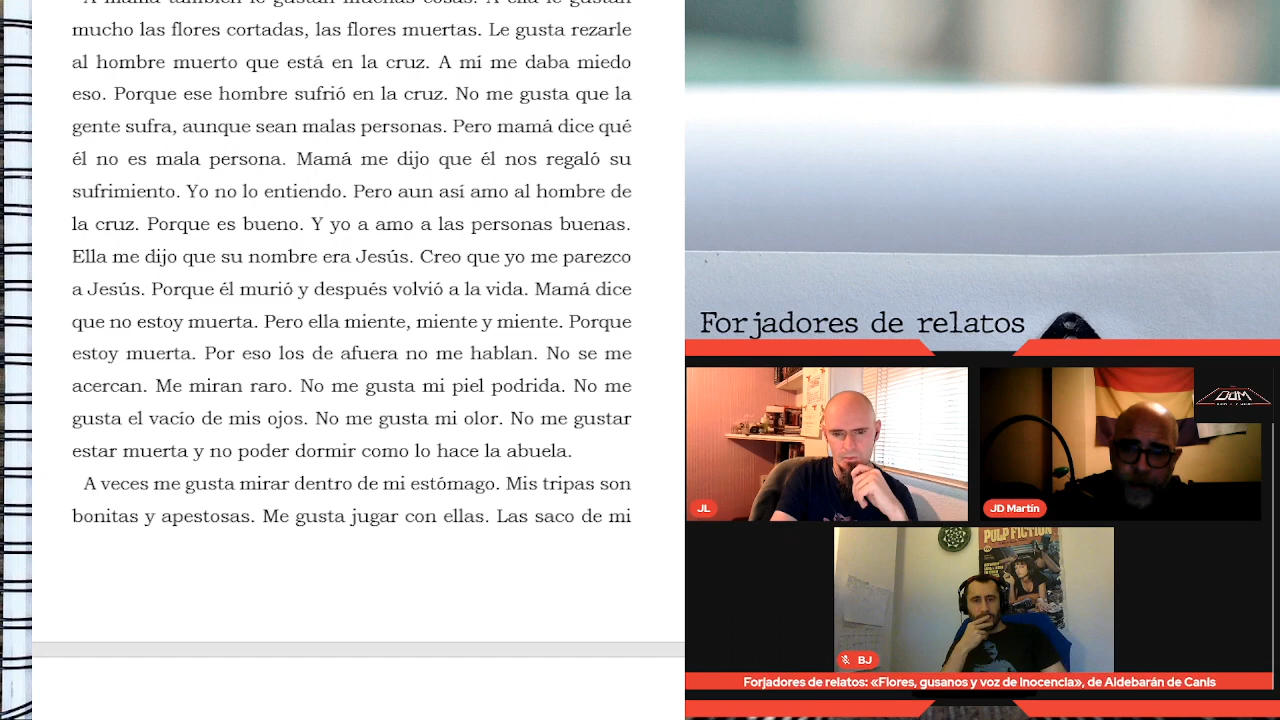 A mamá también le gustan muchas cosas. A ella le gustan
mucho las flores cortadas, las flores muertas. Le gusta rezarle
al hombre muerto que está en la cruz. A mí me daba miedo
eso. Porque ese hombre sufrió en la cruz. No me gusta que la
gente sufra, aunque sean malas personas. Pero mamá dice qué
él no es mala persona. Mamá me dijo que él nos regaló su
sufrimiento. Yo no lo entiendo. Pero aun así amo al hombre de
la cruz. Porque es bueno. Y yo a amo a las personas buenas.
Ella me dijo que su nombre era Jesús. Creo que yo me parezco
a Jesús. Porque él murió y después volvió a la vida. Mamá dice
que no estoy muerta. Pero ella miente, miente y miente. Porque
estoy muerta. Por eso los de afuera no me hablan. No se me
acercan. Me miran raro. No me gusta mi piel podrida. No me
gusta el vacío de mis ojos. No me gusta mi olor. No me gustar
estar muerta y no poder dormir como lo hace la abuela.
A veces me gusta mirar dentro de mi estómago. Mis tripas son
bonitas y apestosas. Me gusta jugar con ellas. Las saco de mi
Forjadores de relatos
JL
JD Martín
PULP FICTION
BJ
Forjadores de relatos: «Flores, gusanos y voz de inocencia», de Aldebarán de Canis